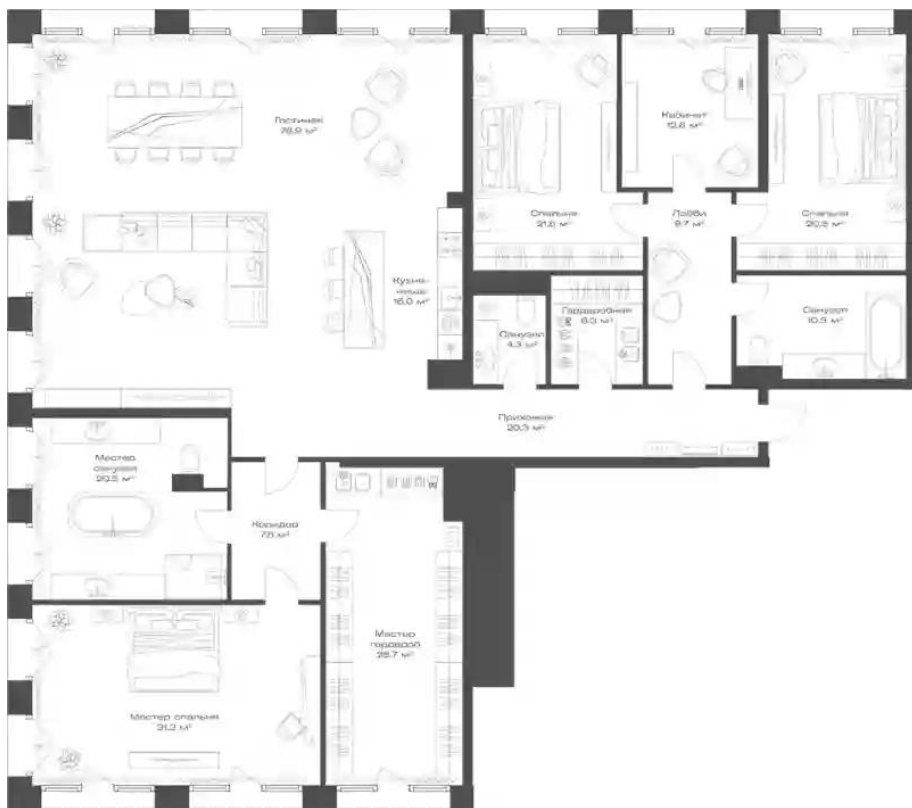 Гостиная
78.9 м²
Кабинет
12.6 м²
Спальня
21.6 м²
Лобби
9.7 м²
Спальня
20.5 м²
Кухня-
ниша
16.0 м²
Санузел
4.3 м²
Гардеробная
6.3 м²
Санузел
10.3 м²
Прихожая
20.3 м²
Мастер
санузел
20.5 м²
Коридор
7.8 м²
Мастер
гардероб
28.7 м²
Мастер спальня
31.2 м²